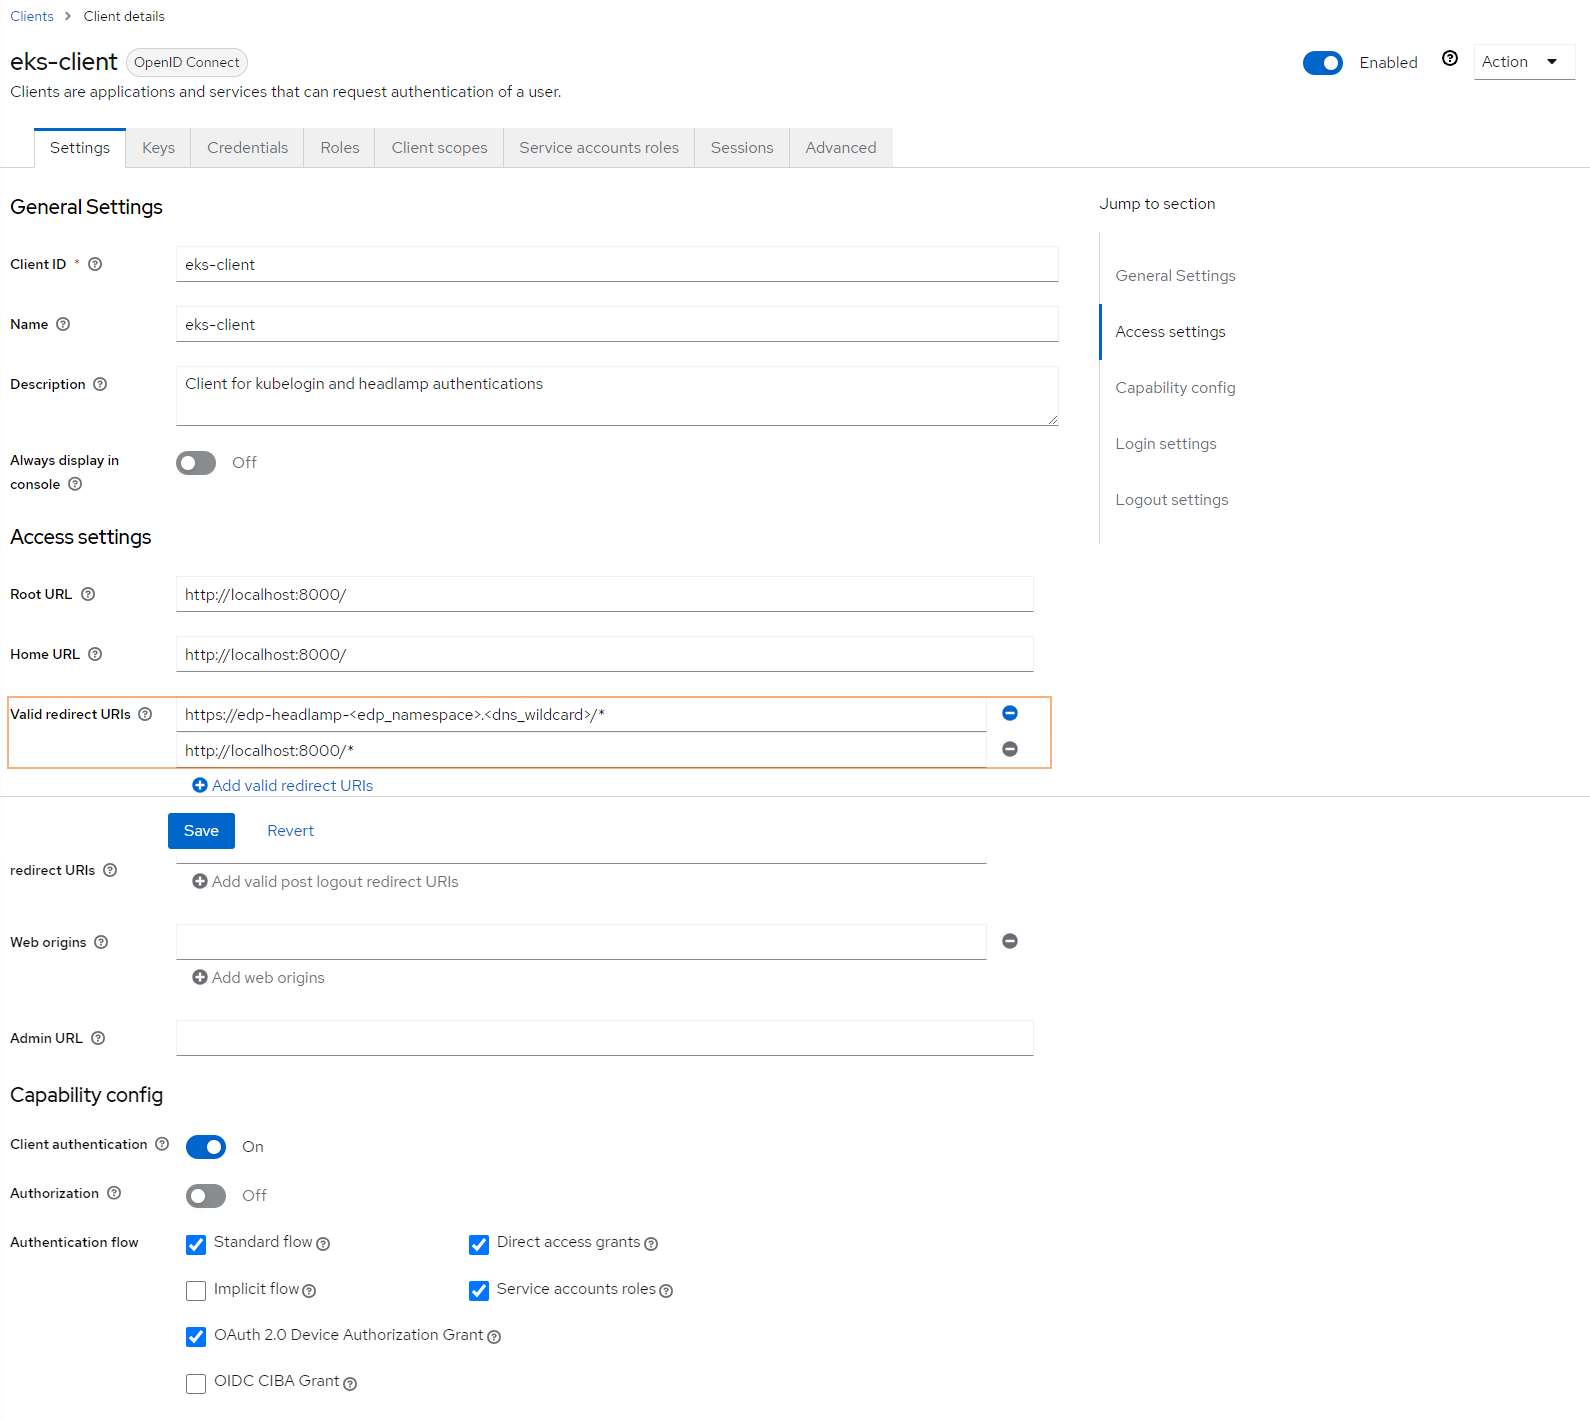 Clients > Client details
eks-client OpenID Connect
Enabled
Action
Clients are applications and services that can request authentication of a user.
Settings
Keys
Credentials
Roles
Client scopes
Service accounts roles
Sessions
Advanced
General Settings
Client ID *
eks-client
Name
eks-client
Description
Client for kubelogin and headlamp authentications
Always display in
console
Off
Jump to section
General Settings
Access settings
Capability config
Login settings
Logout settings
Access settings
Root URL
http://localhost:8000/
Home URL
http://localhost:8000/
Valid redirect URIs
https://edp-headlamp-<edp_namespace>.<dns_wildcard>/*
http://localhost:8000/*
Add valid redirect URIs
Save
Revert
redirect URIs
Add valid post logout redirect URIs
Web origins
Add web origins
Admin URL
Capability config
Client authentication
On
Authorization
Off
Authentication flow
Standard flow
Direct access grants
Implicit flow
Service accounts roles
OAuth 2.0 Device Authorization Grant
OIDC CIBA Grant